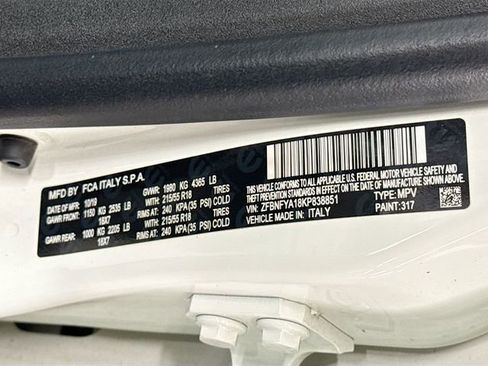 MFD BY FCA ITALY S.P.A.
10/19 GVWR: 1980 KG 4365 LB
GAWR FRONT: 1150 KG 2535 LB WITH: 215/55 R18 TIRES
18X7 RIMS AT: 240 KPA(35 PSI) COLD
GAWR REAR: 1000 KG 2205 LB WITH: 215/55 R18 TIRES
18X7 RIMS AT: 240 KPA(35 PSI) COLD
THIS VEHICLE CONFORMS TO ALL APPLICABLE U.S. FEDERAL MOTOR VEHICLE SAFETY, BUMPER, AND THEFT
PREVENTION STANDARDS IN EFFECT ON THE DATE OF MANUFACTURE SHOWN ABOVE.
VIN: ZFBNFYA18KP838851 TYPE: MPV
VEHICLE MADE IN: ITALY PAINT: 317